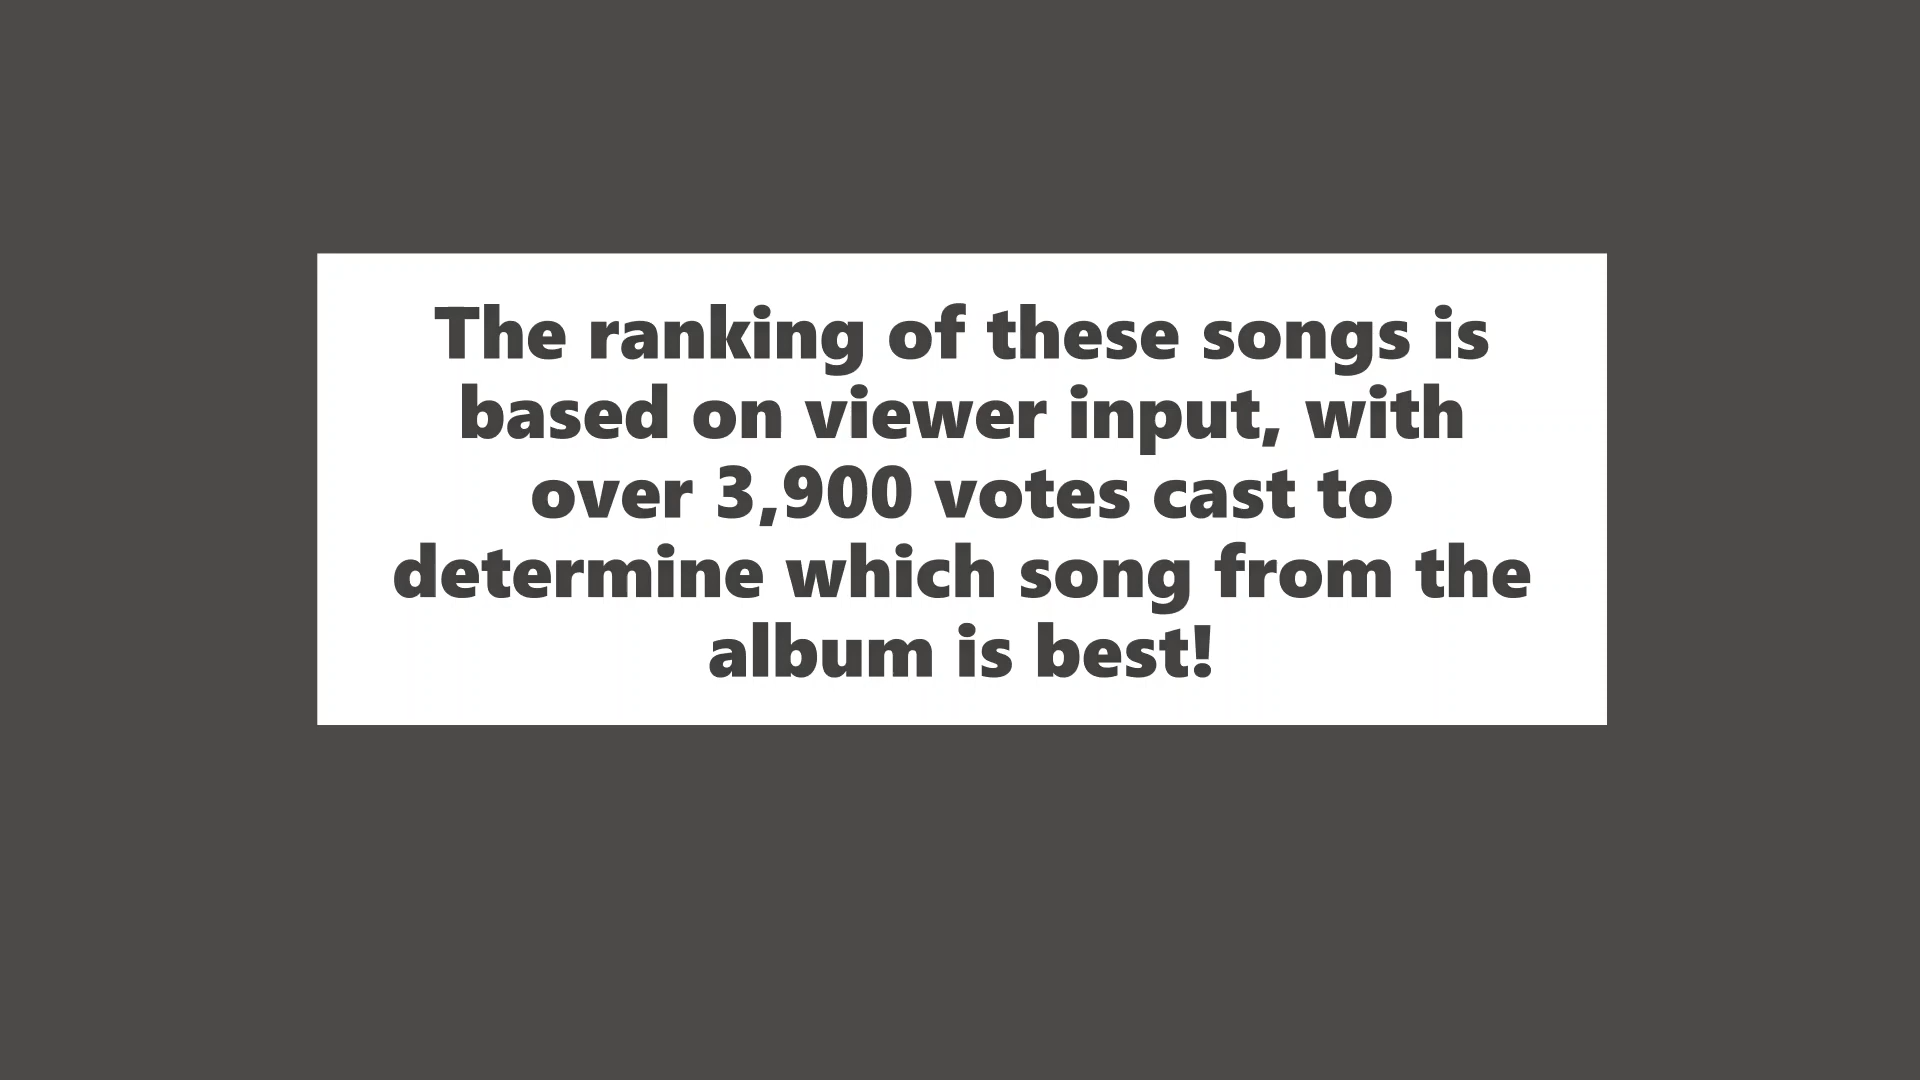 The ranking of these songs is
based on viewer input, with
over 3,900 votes cast to
determine which song from the
album is best!